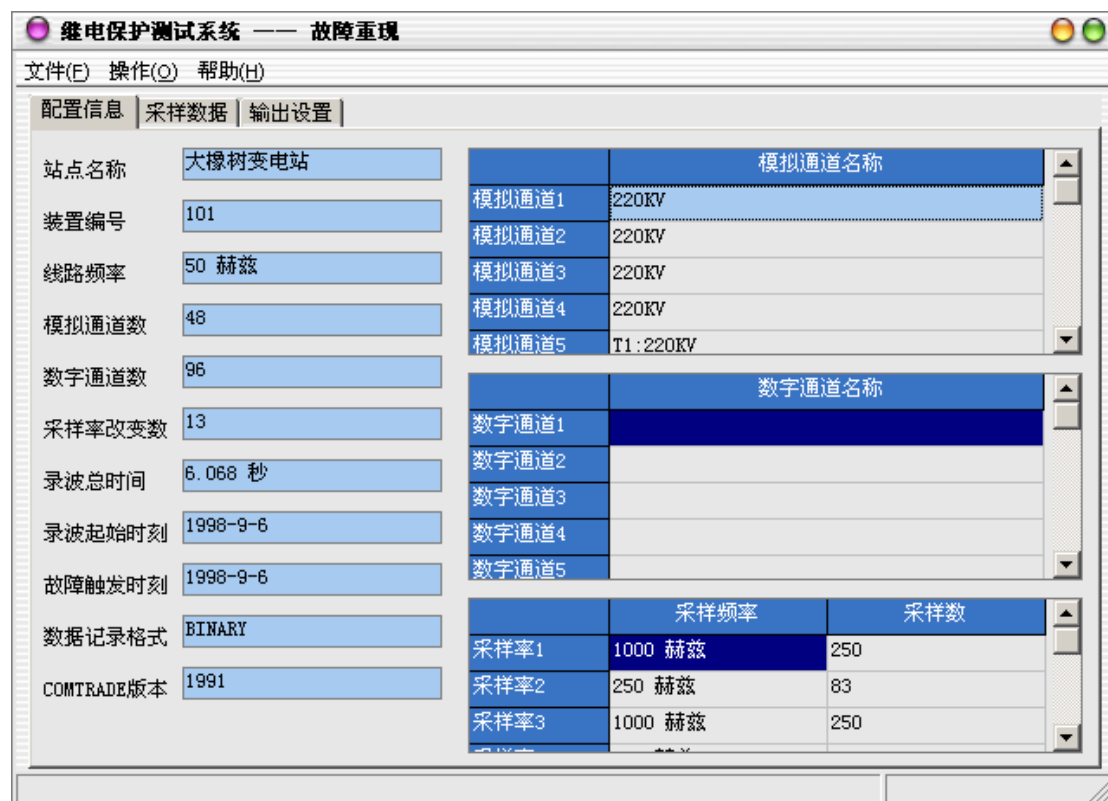 继电保护测试系统 —— 故障重现
文件(F) 操作(O) 帮助(H)
配置信息 采样数据 输出设置
站点名称 大橡树变电站
装置编号 101
线路频率 50 赫兹
模拟通道数 48
数字通道数 96
采样率改变数 13
录波总时间 6.068 秒
录波起始时刻 1998-9-6
故障触发时刻 1998-9-6
数据记录格式 BINARY
COMTRADE版本 1991
模拟通道名称
模拟通道1 220KV
模拟通道2 220KV
模拟通道3 220KV
模拟通道4 220KV
模拟通道5 T1:220KV
数字通道名称
数字通道1
数字通道2
数字通道3
数字通道4
数字通道5
采样频率 采样数
采样率1 1000 赫兹 250
采样率2 250 赫兹 83
采样率3 1000 赫兹 250